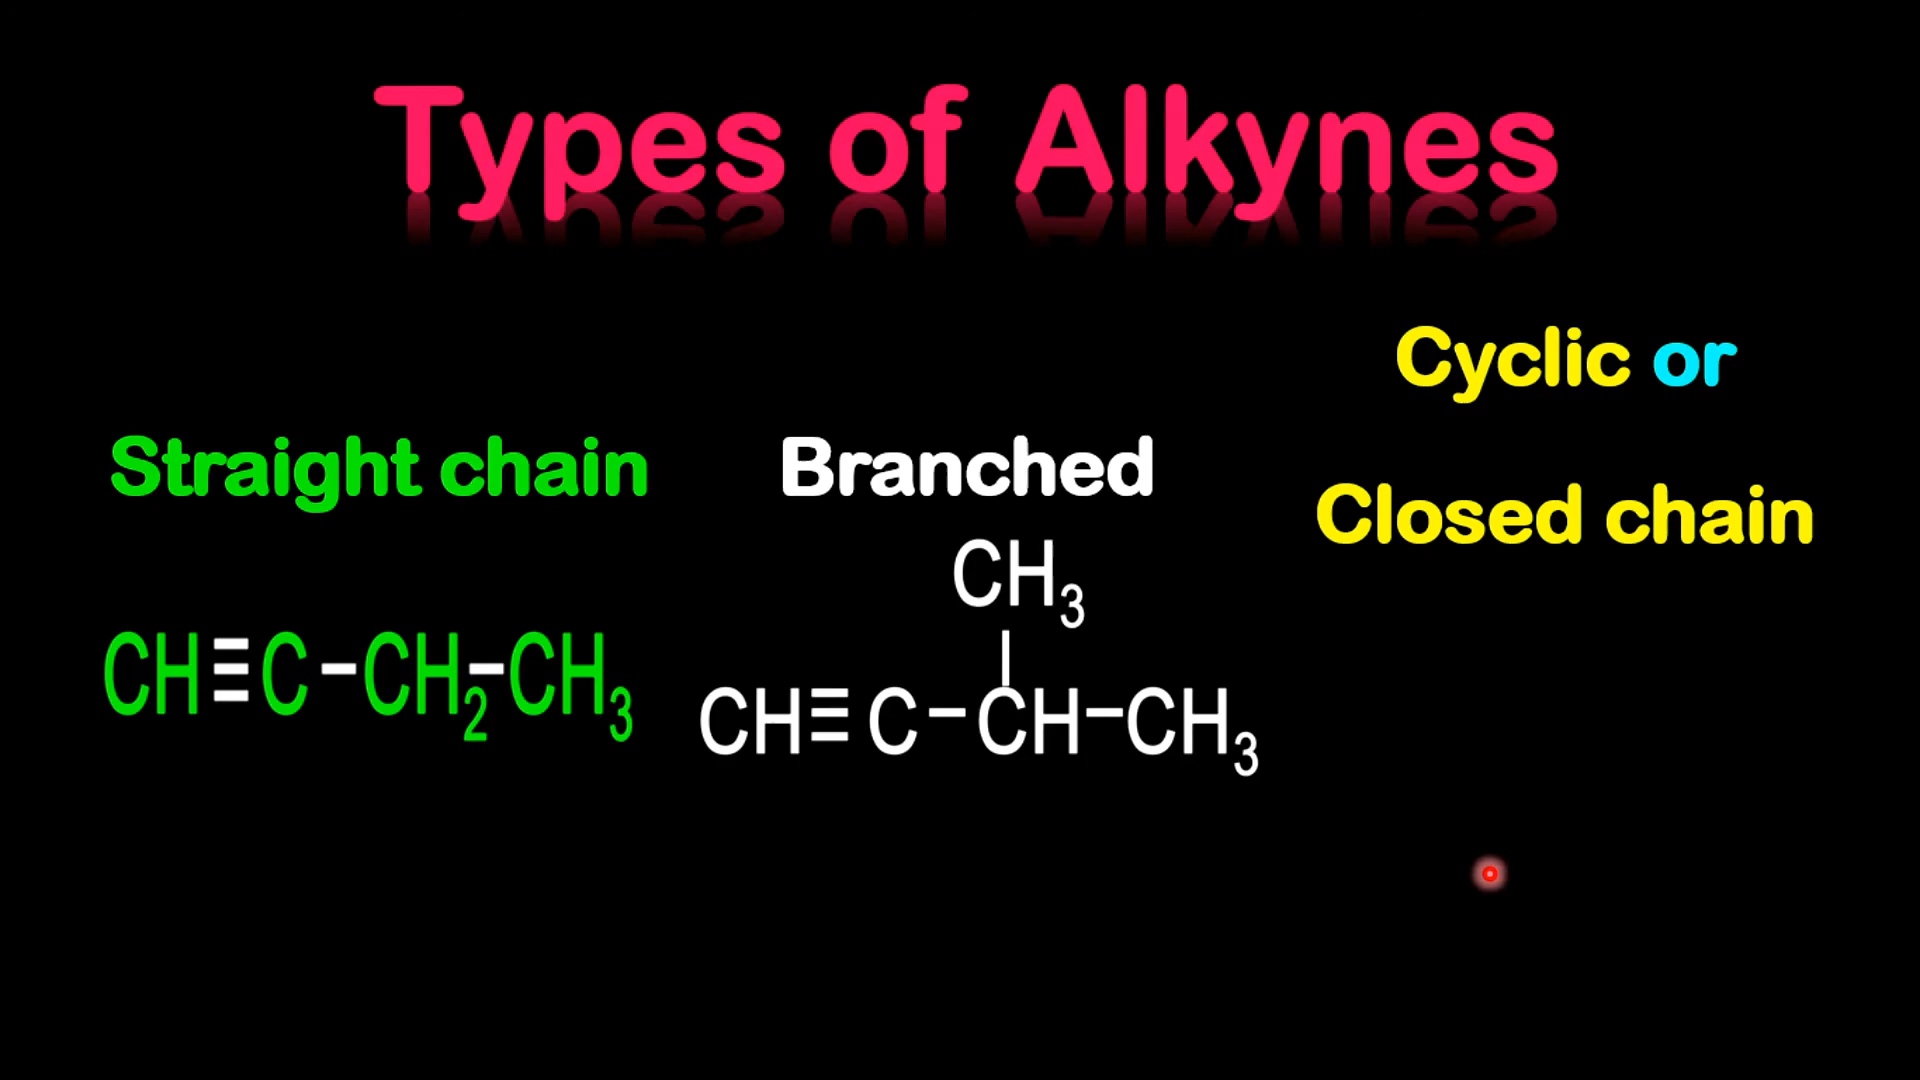 Types of Alkynes
Straight chain
CH≡C–CH₂–CH₃
Branched
CH₃
|
CH≡C–CH–CH₃
Cyclic or
Closed chain